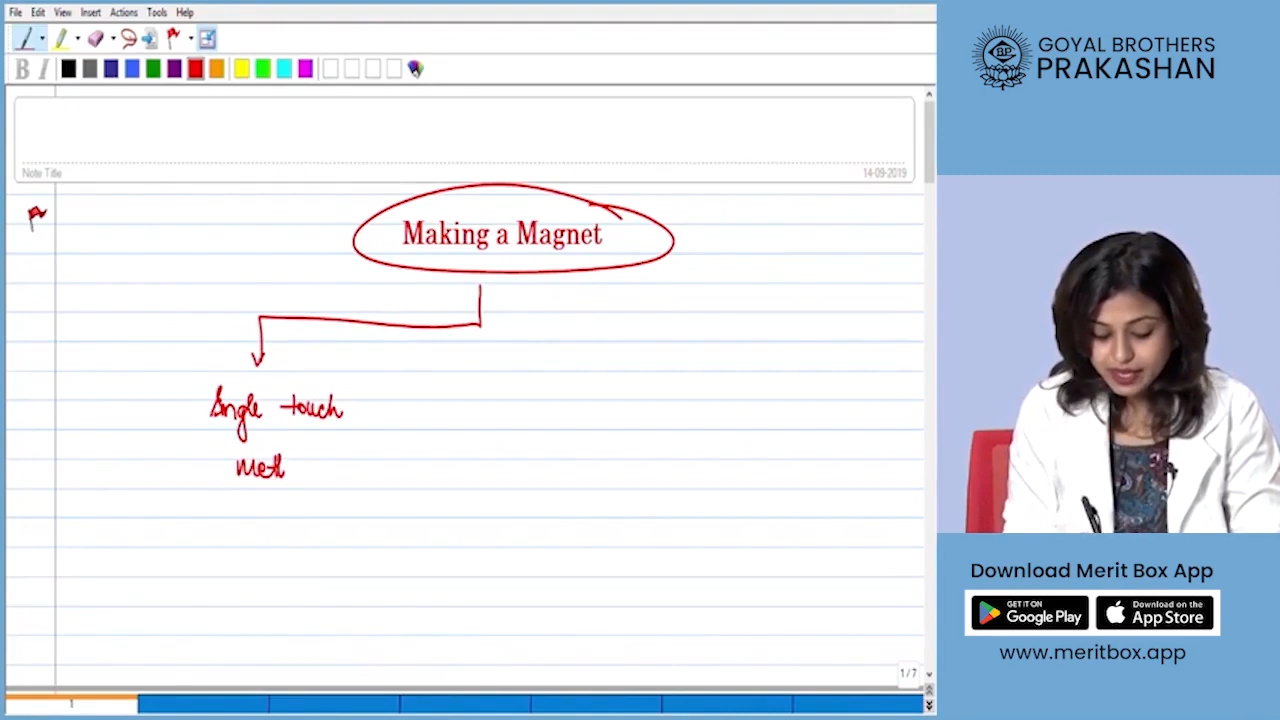 File Edit View Insert Actions Tools Help
B I
Note Title
14-09-2019
Making a Magnet
Single touch
Meth
1/7
1
BP
GOYAL BROTHERS
PRAKASHAN
Download Merit Box App
GET IT ON
Google Play
Download on the
App Store
www.meritbox.app